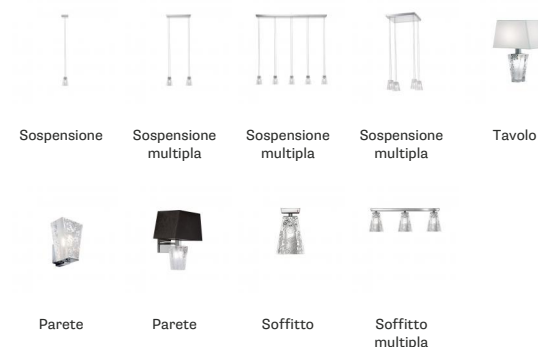 Sospensione
Sospensione
multipla
Sospensione
multipla
Sospensione
multipla
Tavolo
Parete
Parete
Soffitto
Soffitto
multipla